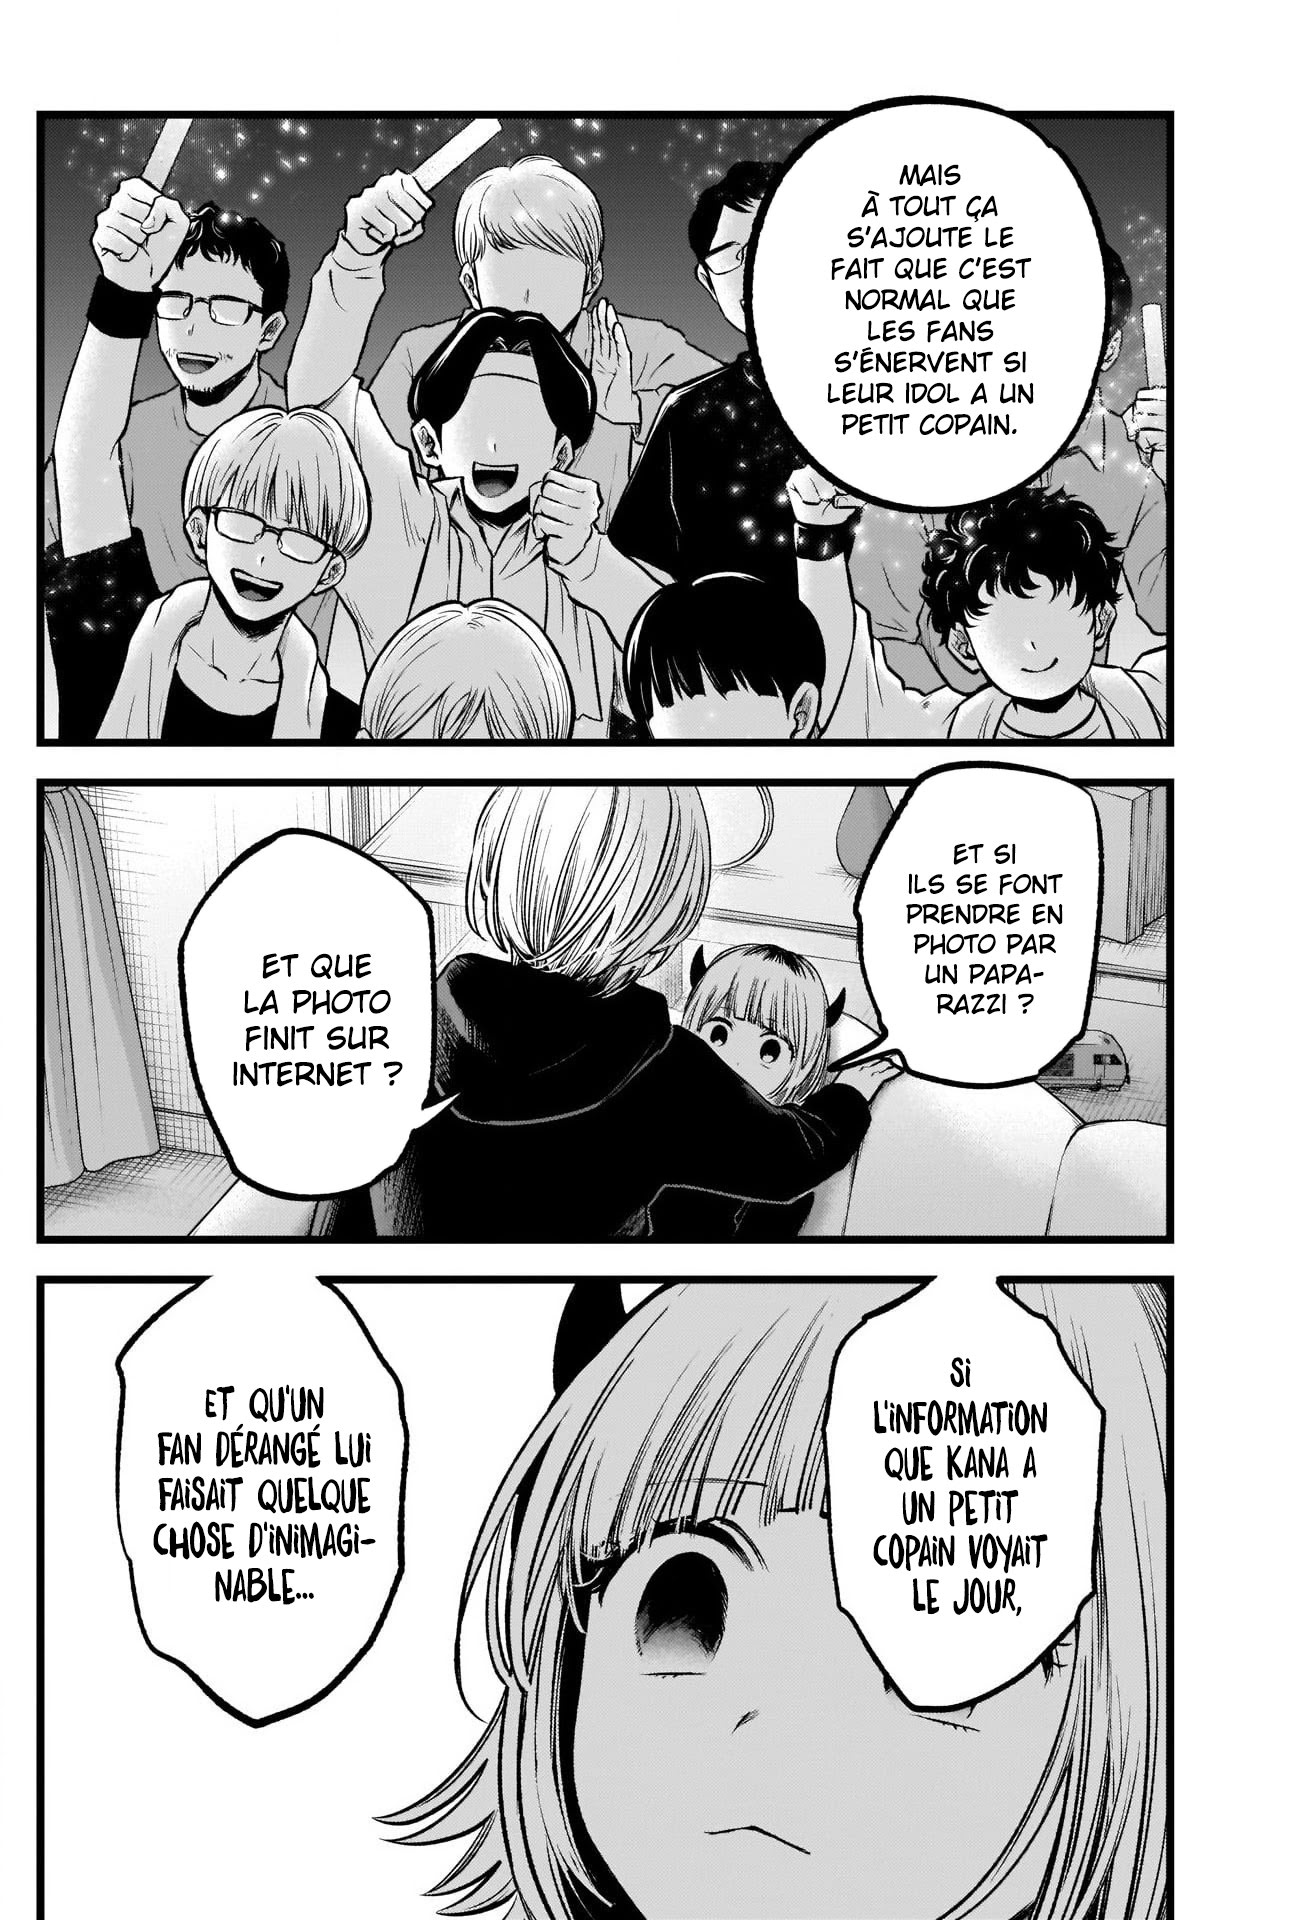 MAIS
À TOUT ÇA
S'AJOUTE LE
FAIT QUE C'EST
NORMAL QUE
LES FANS
S'ÉNERVENT SI
LEUR IDOL A UN
PETIT COPAIN.
ET SI
ILS SE FONT
PRENDRE EN
PHOTO PAR
UN PAPA-
RAZZI ?
ET QUE
LA PHOTO
FINIT SUR
INTERNET ?
SI
L'INFORMATION
QUE KANA A
UN PETIT
COPAIN VOYAIT
LE JOUR,
ET QU'UN
FAN DÉRANGÉ LUI
FAISAIT QUELQUE
CHOSE D'INIMAGI-
NABLE...